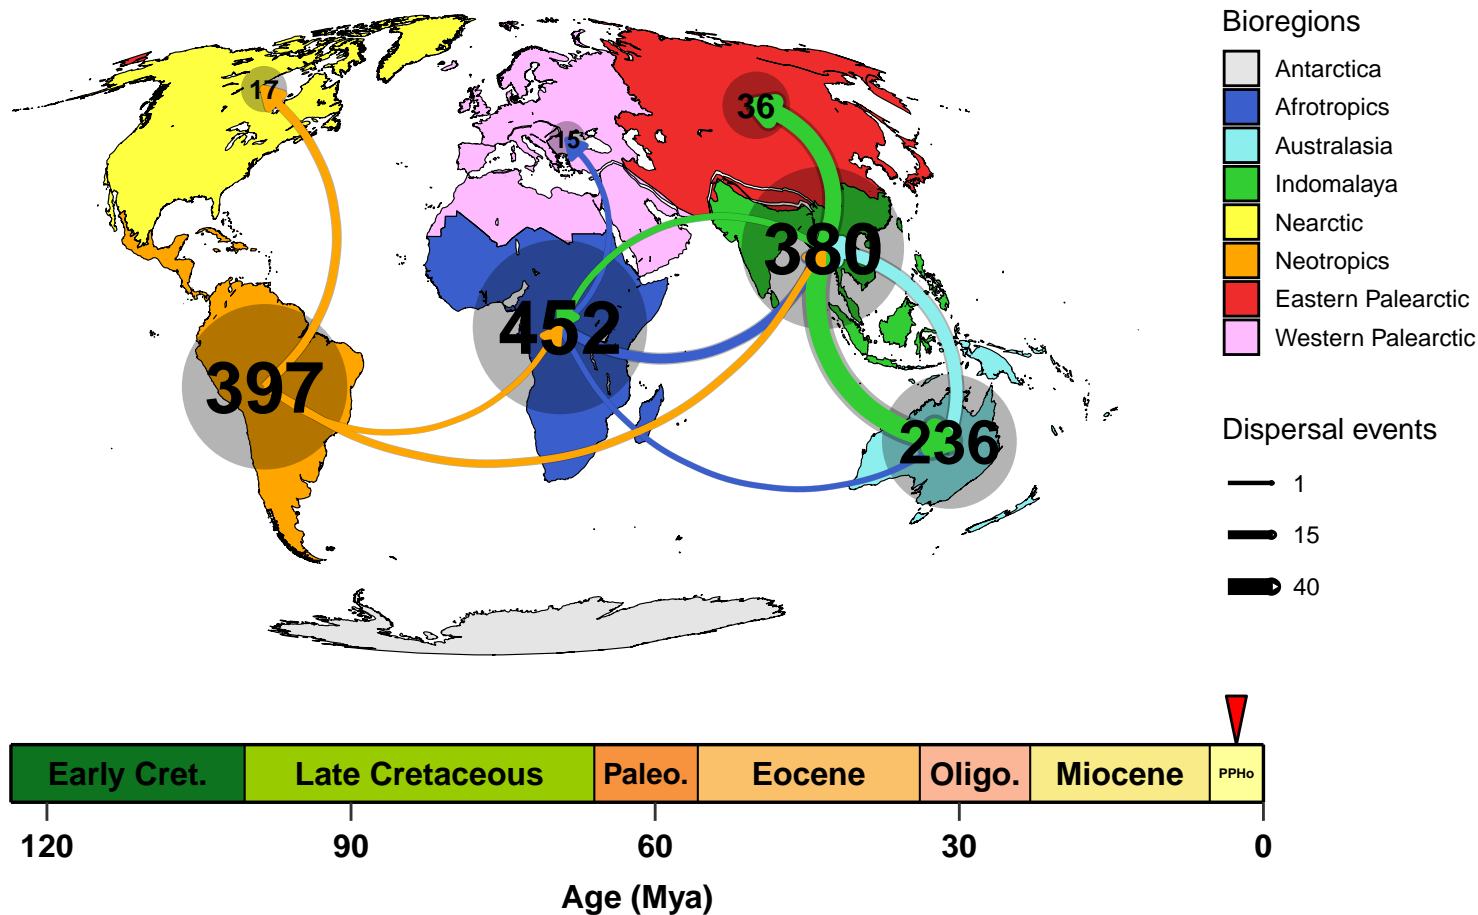 Bioregions
Antarctica
Afrotropics
Australasia
Indomalaya
Nearctic
Neotropics
Eastern Palearctic
Western Palearctic
17
36
15
380
452
397
236
Dispersal events
1
15
40
Early Cret.
Late Cretaceous
Paleo.
Eocene
Oligo.
Miocene
PPHo
120
90
60
30
0
Age (Mya)